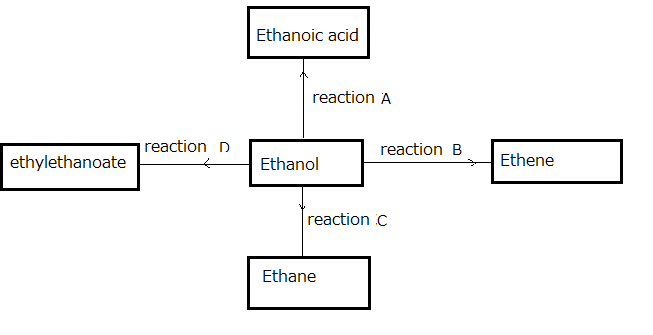 Ethanoic acid
reaction A
reaction D
ethylethanoate
Ethanol
reaction B
Ethene
reaction C
Ethane